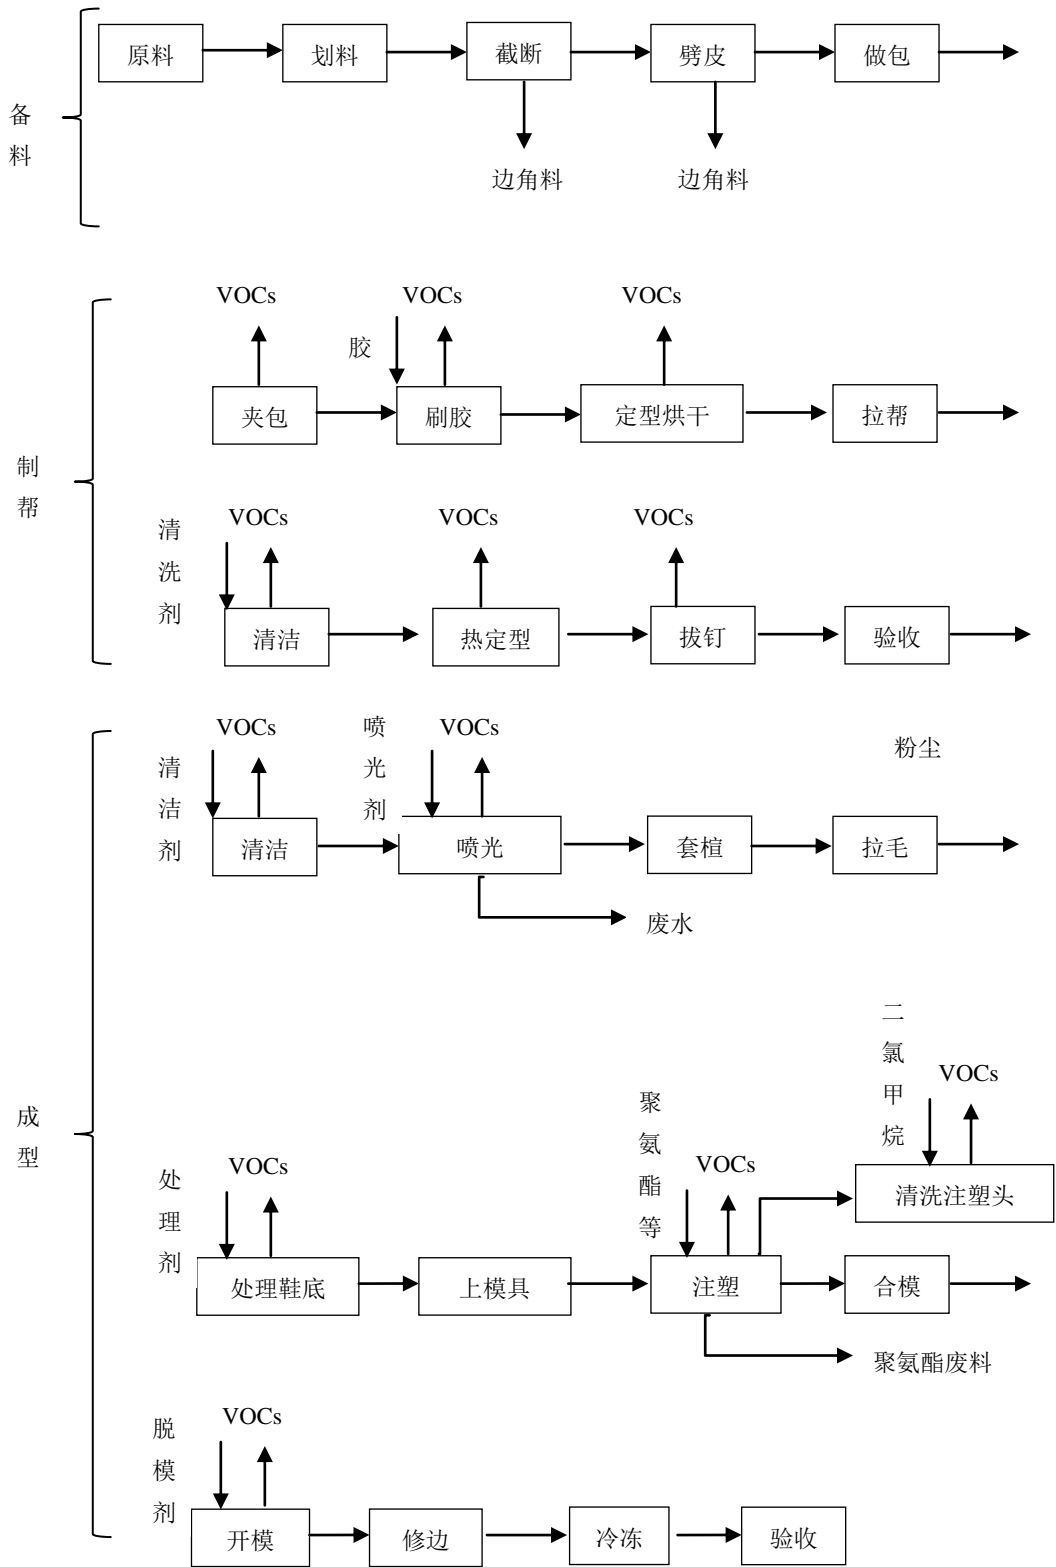 备料
原料
划料
截断
劈皮
做包
边角料
边角料
制帮
VOCs
胶
VOCs
VOCs
夹包
刷胶
定型烘干
拉帮
清洗剂
VOCs
VOCs
VOCs
清洁
热定型
拔钉
验收
成型
清洁剂
VOCs
喷光剂
VOCs
粉尘
清洁
喷光
套楦
拉毛
废水
处理剂
VOCs
聚氨酯等
VOCs
二氯甲烷
VOCs
清洗注塑头
处理鞋底
上模具
注塑
合模
聚氨酯废料
脱模剂
VOCs
开模
修边
冷冻
验收